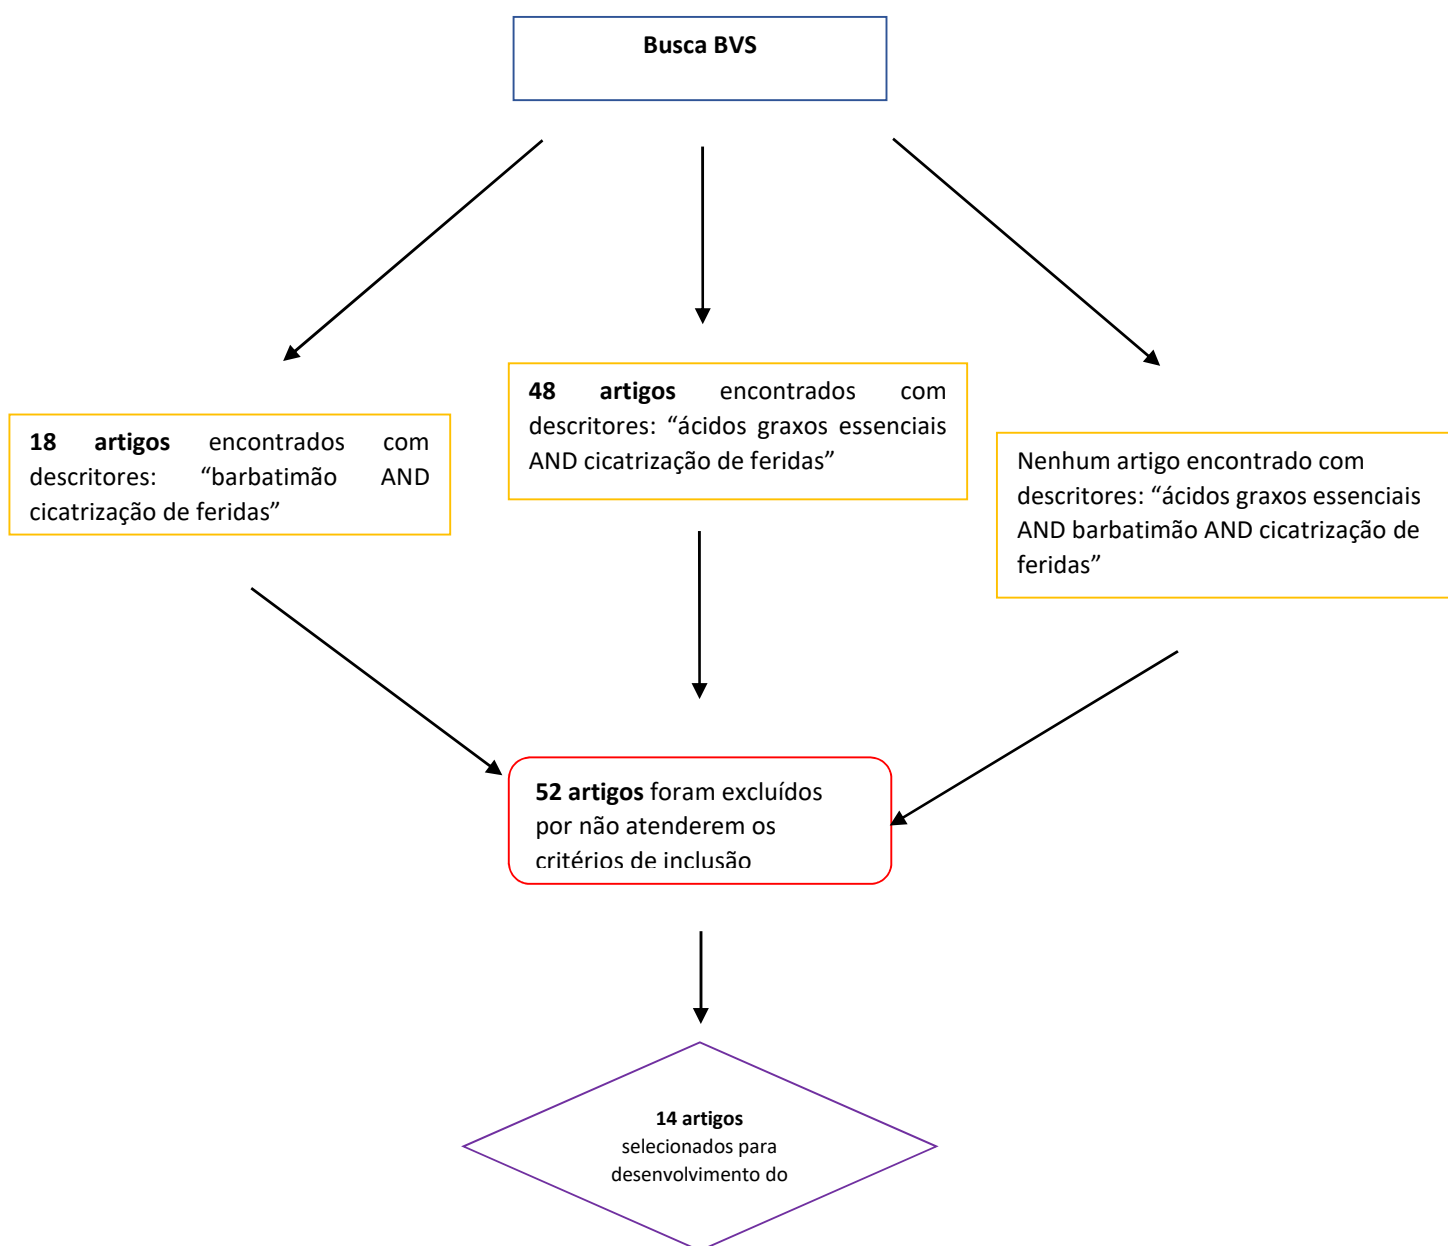 Busca BVS
18 artigos encontrados com
descritores: “barbatimão AND
cicatrização de feridas”
48 artigos encontrados com
descritores: “ácidos graxos essenciais
AND cicatrização de feridas”
Nenhum artigo encontrado com
descritores: “ácidos graxos essenciais
AND barbatimão AND cicatrização de
feridas”
52 artigos foram excluídos
por não atenderem os
critérios de inclusão
14 artigos
selecionados para
desenvolvimento do